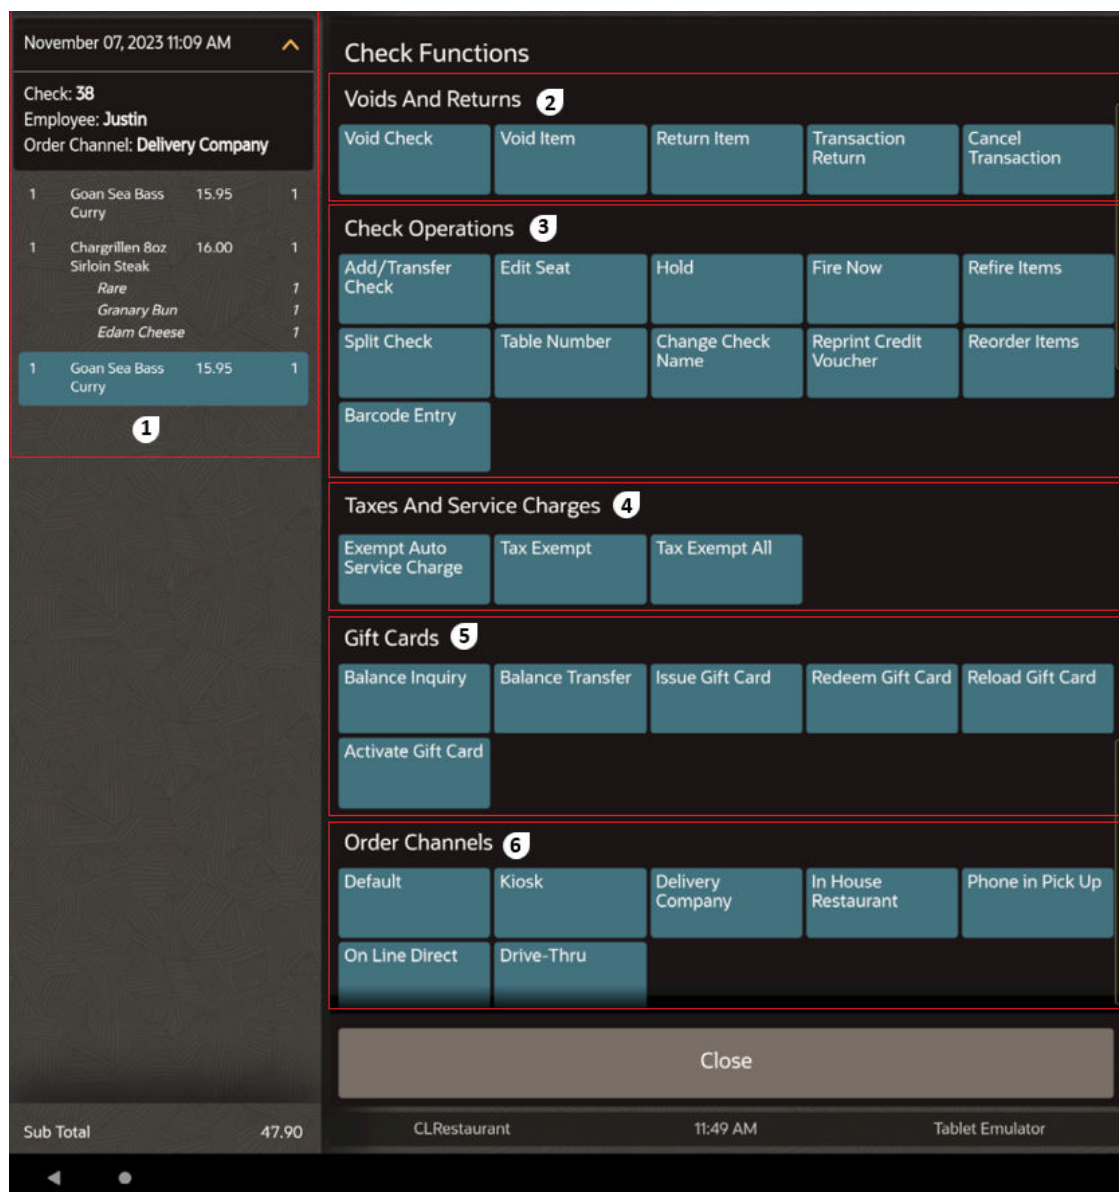 November 07, 2023 11:09 AM
Check: 38
Employee: Justin
Order Channel: Delivery Company
1 Goan Sea Bass 15.95 1
Curry
1 Chargrillen 8oz 16.00 1
Sirloin Steak
Rare 1
Granary Bun 1
Edam Cheese 1
1 Goan Sea Bass 15.95 1
Curry
1
Sub Total 47.90
Check Functions
Voids And Returns 2
Void Check Void Item Return Item Transaction Cancel
Return Transaction
Check Operations 3
Add/Transfer Edit Seat Hold Fire Now Refire Items
Check
Split Check Table Number Change Check Reprint Credit Reorder Items
Name Voucher
Barcode Entry
Taxes And Service Charges 4
Exempt Auto Tax Exempt Tax Exempt All
Service Charge
Gift Cards 5
Balance Inquiry Balance Transfer Issue Gift Card Redeem Gift Card Reload Gift Card
Activate Gift Card
Order Channels 6
Default Kiosk Delivery In House Phone in Pick Up
Company Restaurant
On Line Direct Drive-Thru
Close
CLRestaurant 11:49 AM Tablet Emulator